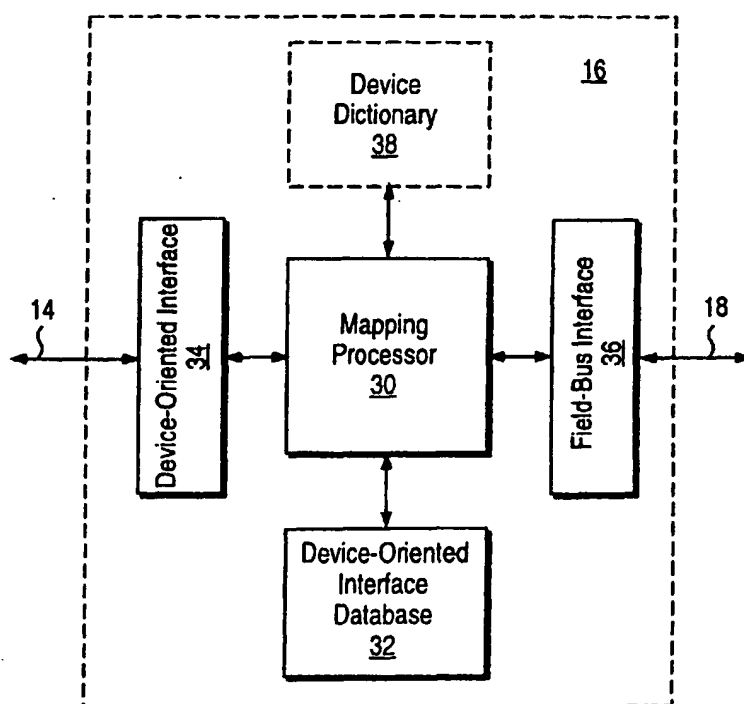 16
Device
Dictionary
38
14
Device-Oriented Interface
34
Mapping
Processor
30
Field-Bus Interface
36
18
Device-Oriented
Interface
Database
32